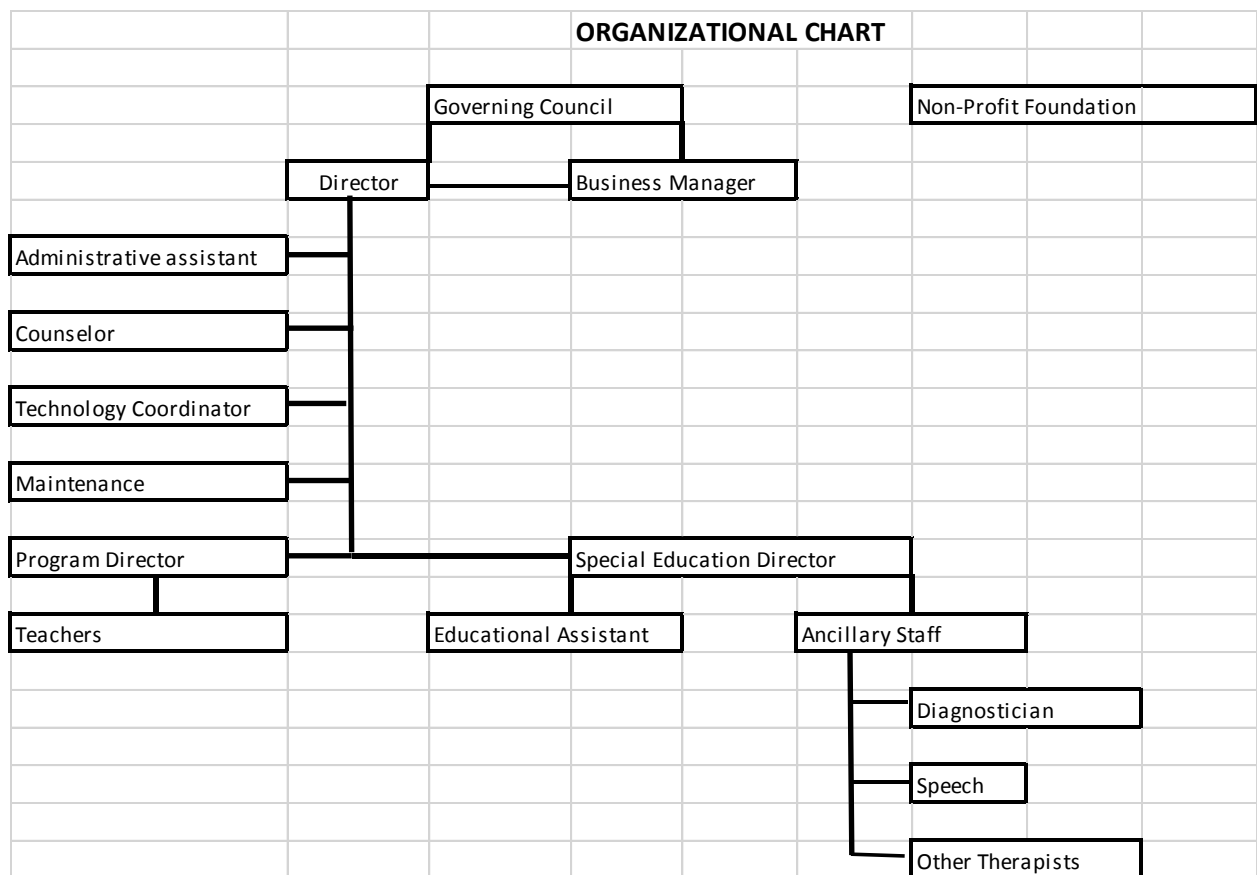 ORGANIZATIONAL CHART
Governing Council
Non-Profit Foundation
Director
Business Manager
Administrative assistant
Counselor
Technology Coordinator
Maintenance
Program Director
Special Education Director
Teachers
Educational Assistant
Ancillary Staff
Diagnostician
Speech
Other Therapists